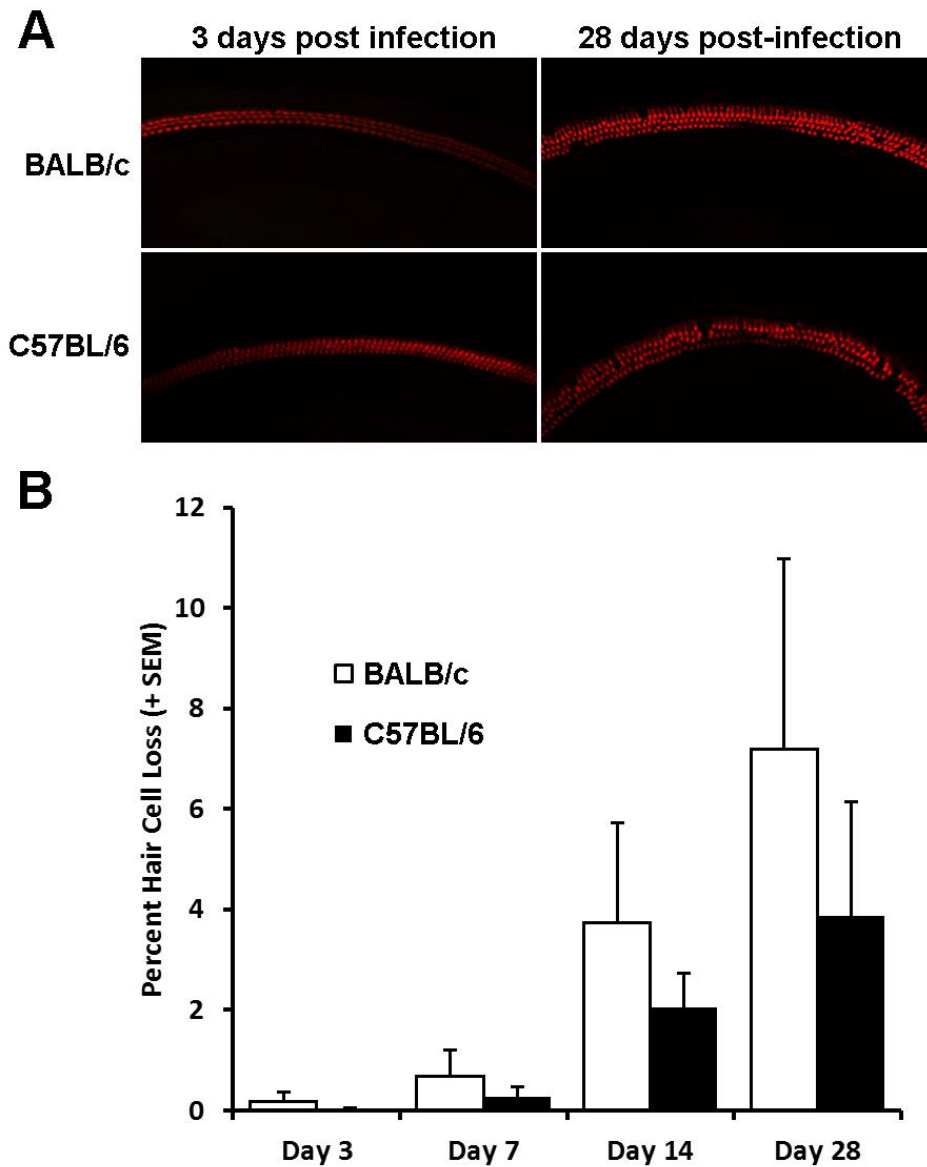 A
3 days post infection
28 days post-infection
BALB/c
C57BL/6
B
Percent Hair Cell Loss (+ SEM)
12
10
8
6
4
2
0
BALB/c
C57BL/6
Day 3
Day 7
Day 14
Day 28